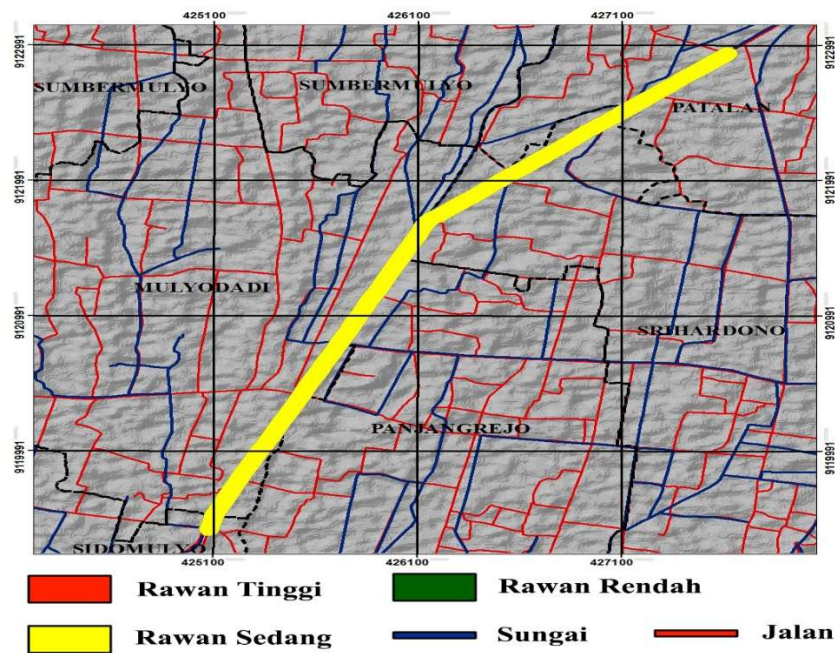 425100 426100 427100
9122991 9122991
SUMBERMULYO SUMBERMULYO
PATALAN
9121991 9121991
MULYODADI
9120991 9120991
SRIHARDONO
PANJANGREJO
9119991 9119991
SIDOMULYO
425100 426100 427100
Rawan Tinggi Rawan Rendah
Rawan Sedang Sungai Jalan